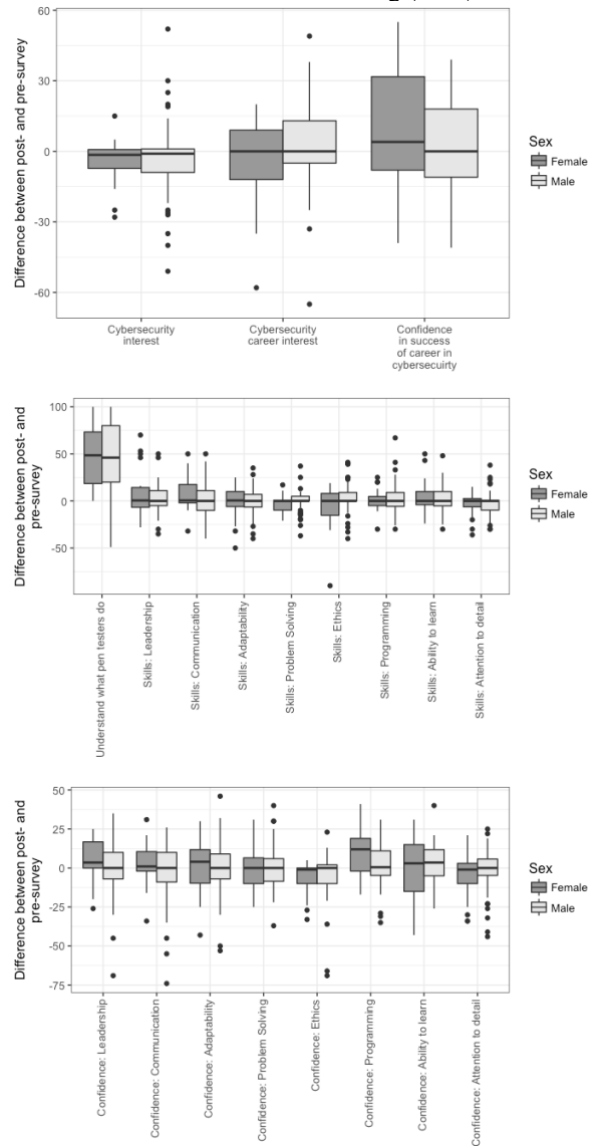 60
30
0
-30
-60
Difference between post- and pre-survey
Cybersecurity
interest
Cybersecurity
career interest
Confidence
in success
of career in
cybersecuirty
Sex
Female
Male
100
50
0
-50
Difference between post- and
pre-survey
Understand what pen testers do
Skills: Leadership
Skills: Communication
Skills: Adaptability
Skills: Problem Solving
Skills: Ethics
Skills: Programming
Skills: Ability to learn
Skills: Attention to detail
Sex
Female
Male
50
25
0
-25
-50
-75
Difference between post- and
pre-survey
Confidence: Leadership
Confidence: Communication
Confidence: Adaptability
Confidence: Problem Solving
Confidence: Ethics
Confidence: Programming
Confidence: Ability to learn
Confidence: Attention to detail
Sex
Female
Male